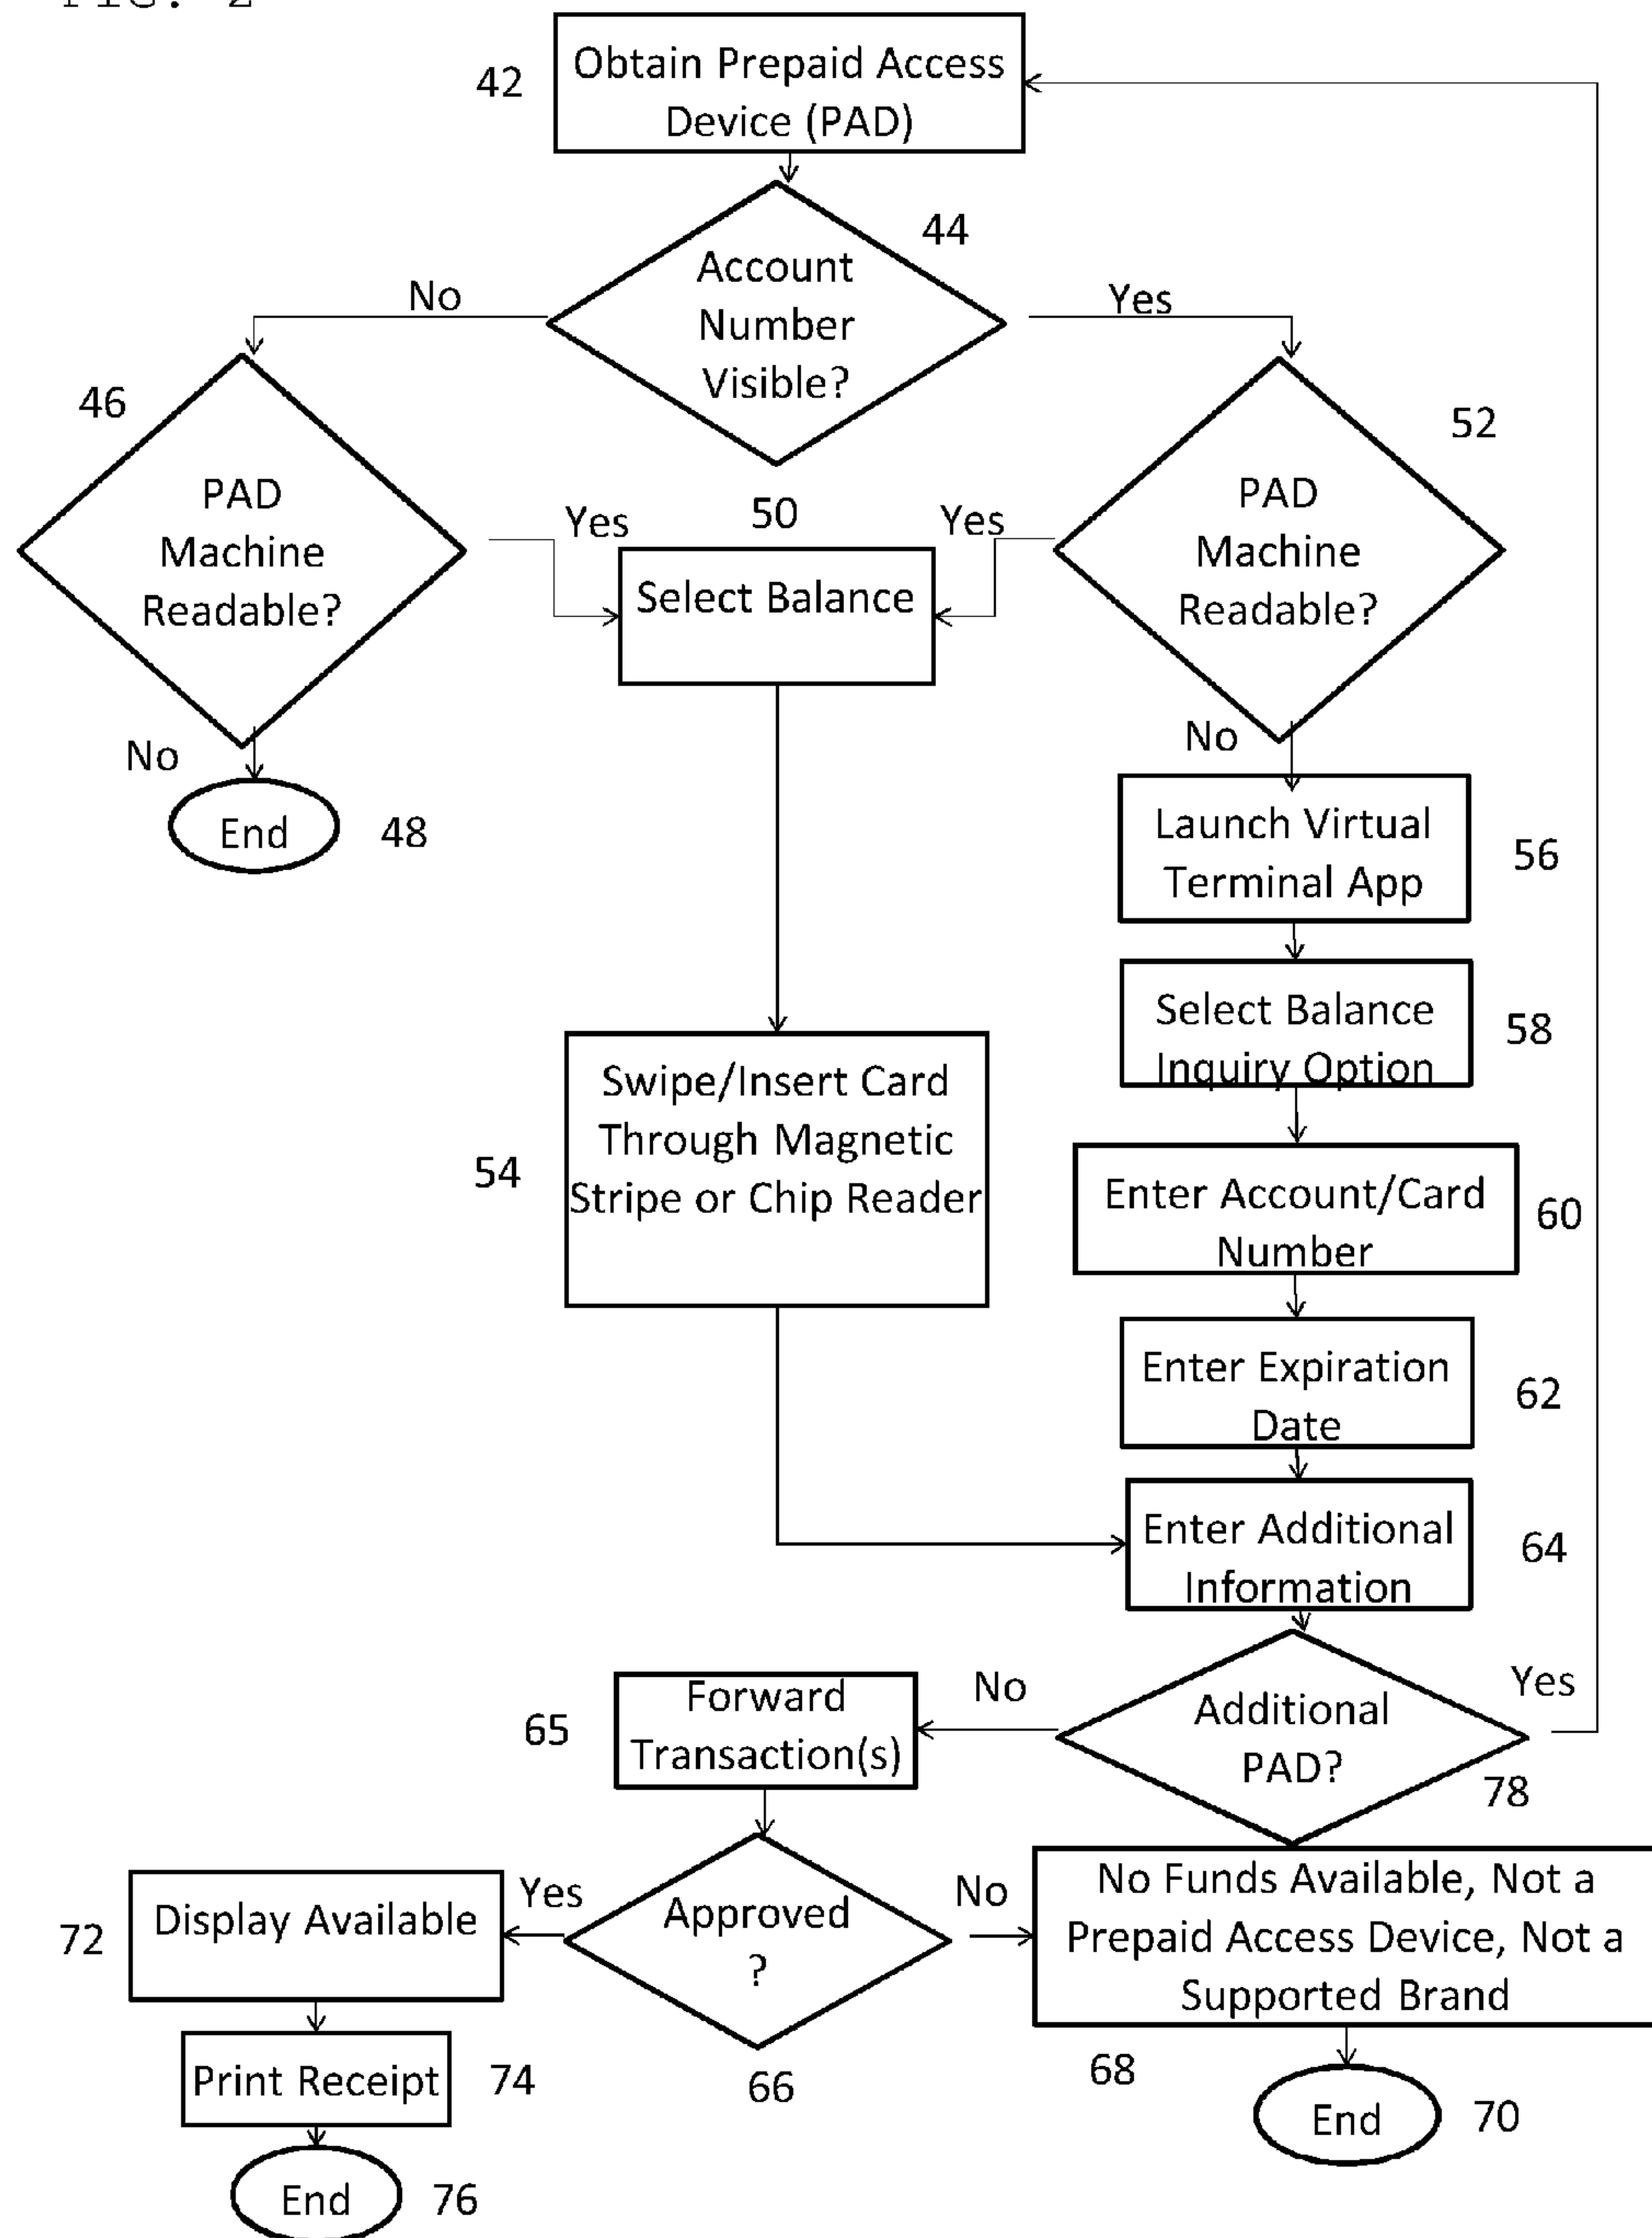 FIG. 2
42
Obtain Prepaid Access
Device (PAD)
44
Account
Number
Visible?
No
Yes
46
PAD
Machine
Readable?
Yes
50
Select Balance
Yes
52
PAD
Machine
Readable?
No
End
48
No
Launch Virtual
Terminal App
56
Select Balance
Inquiry Option
58
54
Swipe/Insert Card
Through Magnetic
Stripe or Chip Reader
Enter Account/Card
Number
60
Enter Expiration
Date
62
Enter Additional
Information
64
65
Forward
Transaction(s)
No
Additional
PAD?
Yes
78
72
Display Available
Yes
Approved
?
66
No
No Funds Available, Not a
Prepaid Access Device, Not a
Supported Brand
68
Print Receipt
74
End
70
End
76